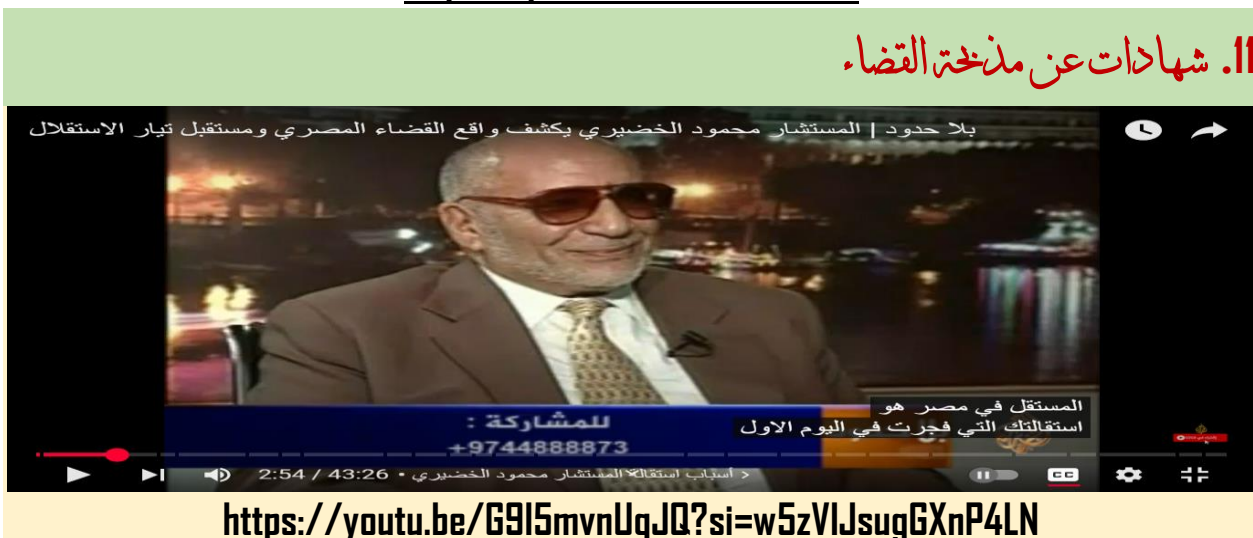 11. شهادات عن مذبحة القضاء
بلا حدود | المستشار محمود الخضيري يكشف واقع القضاء المصري ومستقبل تيار الاستقلال
المستقل في مصر هو
استقالتك التي فجرت في اليوم الاول
للمشاركة :
+9744888873
2:54 / 43:26 • أسباب استقالة المستشار محمود الخضيري >
CC
https://youtu.be/G9I5mvnUqJQ?si=w5zVIJsugGXnP4LN